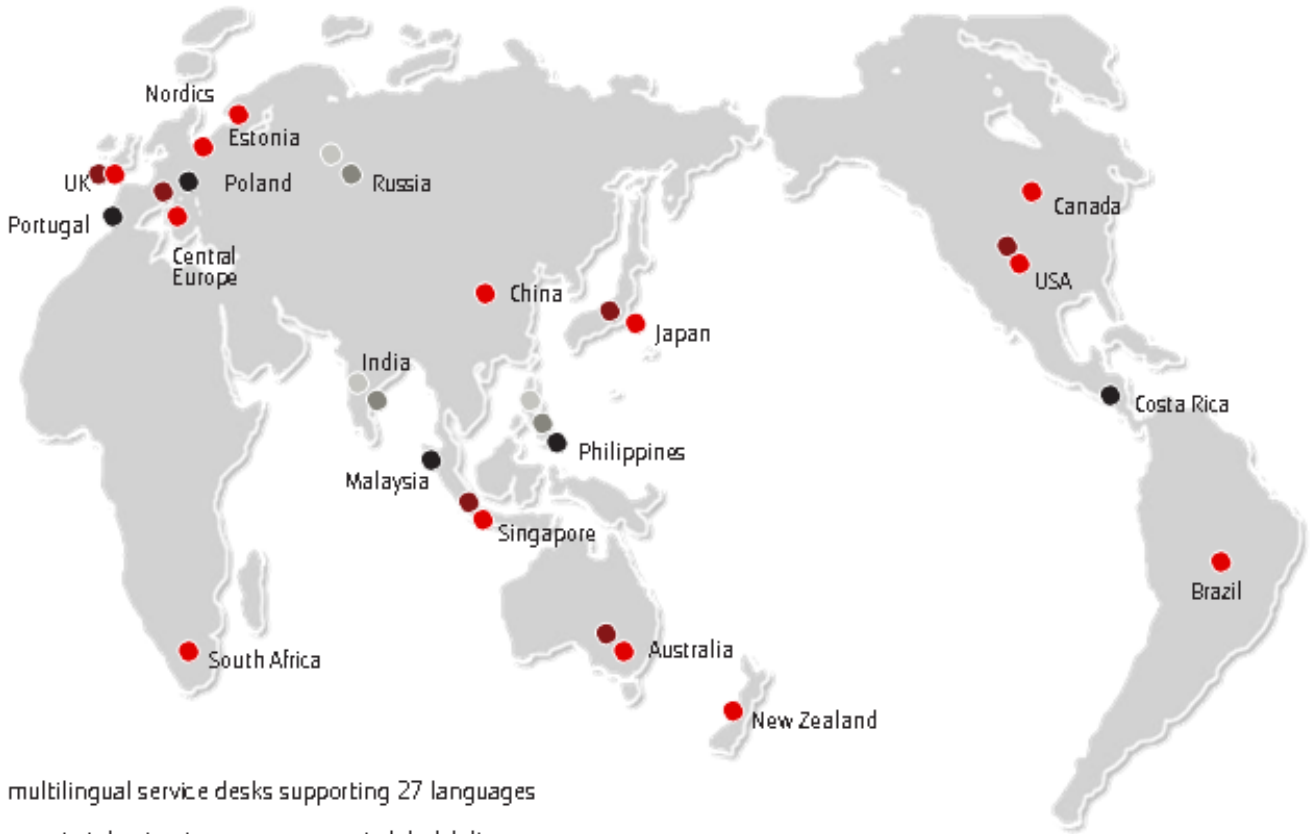 Nordics
Estonia
UK
Poland
Russia
Portugal
Central
Europe
Canada
USA
China
Japan
India
Costa Rica
Philippines
Malaysia
Singapore
Brazil
Australia
South Africa
New Zealand
multilingual service desks supporting 27 languages